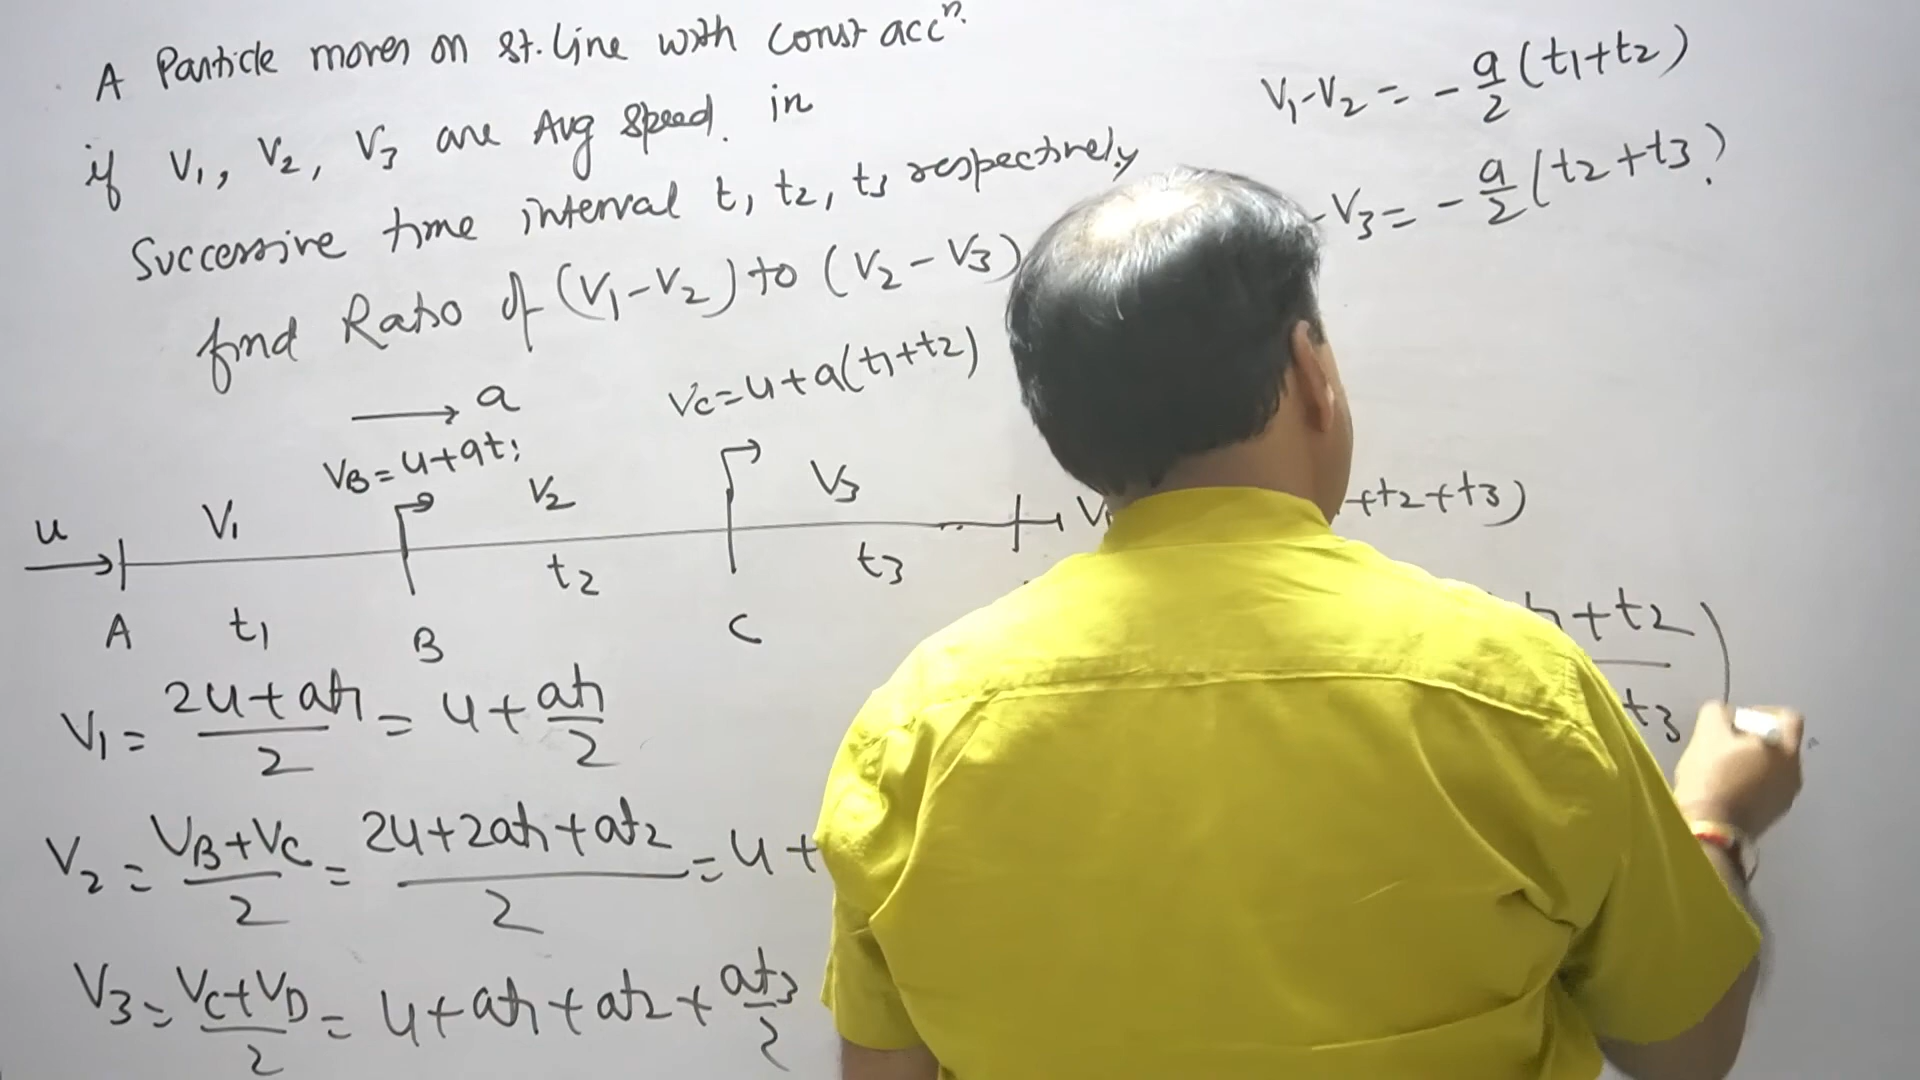 A Particle moves on st. line with const accⁿ.
if V₁, V₂, V₃ are Avg speed in
Successive time interval t₁, t₂, t₃ respectively
find Ratio of (V₁-V₂) to (V₂-V₃)
V₁-V₂ = -a/2 (t₁+t₂)
-V₃ = -a/2 (t₂+t₃)
→ a
V_C = u+a(t₁+t₂)
V_B = u+at₁
u V₁ V₂ V₃
+t₂+t₃)
A t₁ B t₂ C t₃
+t₂
t₃
V₁ = (2u+at₁)/2 = u+at₁/2
V₂ = (V_B+V_C)/2 = (2u+2at₁+at₂)/2 = u+
V₃ = (V_C+V_D)/2 = u+at₁+at₂+at₃/2